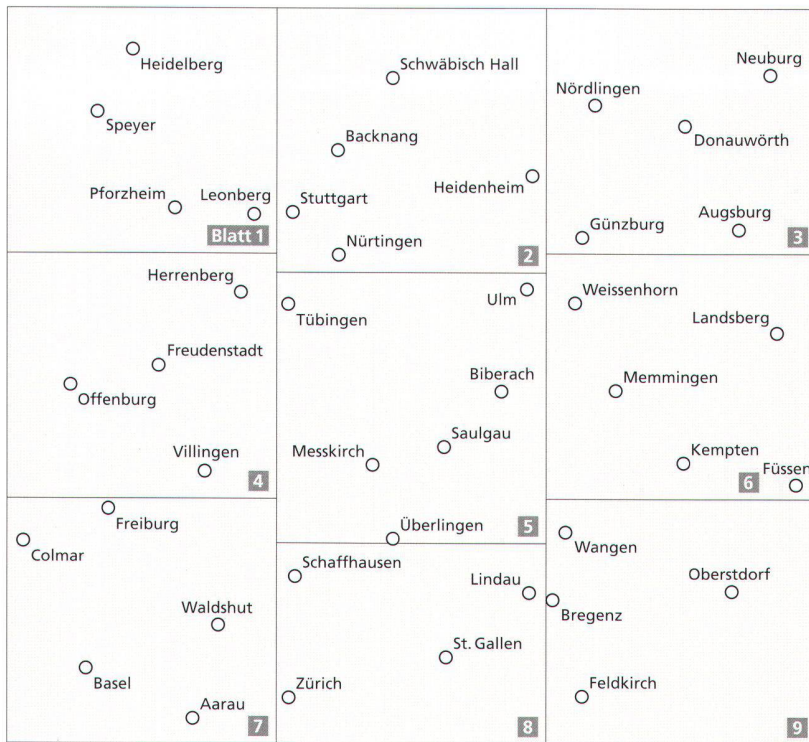 Heidelberg
Speyer
Pforzheim
Leonberg
Blatt 1
Schwäbisch Hall
Backnang
Heidenheim
Stuttgart
Nürtingen
2
Neuburg
Nördlingen
Donauwörth
Augsburg
Günzburg
3
Herrenberg
Freudenstadt
Offenburg
Villingen
4
Ulm
Tübingen
Biberach
Saulgau
Messkirch
Überlingen
5
Weissenhorn
Landsberg
Memmingen
Kempten
Füssen
6
Freiburg
Colmar
Waldshut
Basel
Aarau
7
Schaffhausen
Lindau
St. Gallen
Zürich
8
Wangen
Oberstdorf
Bregenz
Feldkirch
9